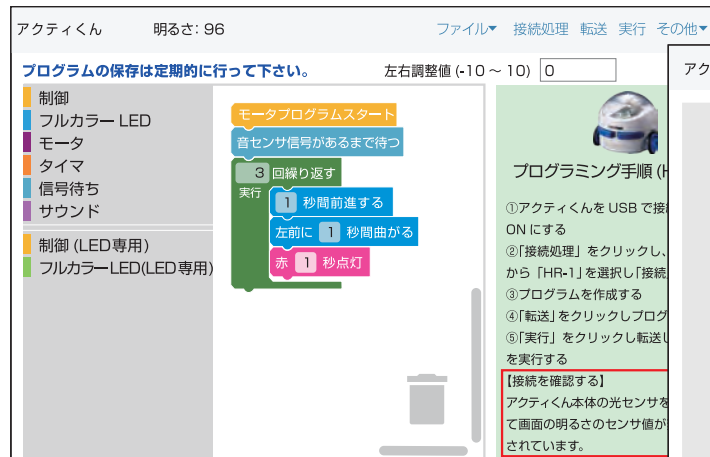 アクティくん 明るさ: 96 ファイル▾ 接続処理 転送 実行 その他▾
プログラムの保存は定期的に行って下さい。 左右調整値 (-10 ~ 10) 0
制御
フルカラー LED
モータ
タイマ
信号待ち
サウンド
制御 (LED専用)
フルカラーLED(LED専用)
モータプログラムスタート
音センサ信号があるまで待つ
3 回繰り返す
実行
1 秒間前進する
左前に 1 秒間曲がる
赤 1 秒点灯
プログラミング手順 (H
①アクティくんを USB で接
ON にする
②「接続処理」をクリックし、
から「HR-1」を選択し「接続
③プログラムを作成する
④「転送」をクリックしプログ
⑤「実行」をクリックし転送し
を実行する
【接続を確認する】
アクティくん本体の光センサを
て画面の明るさのセンサ値が
されています。
アク